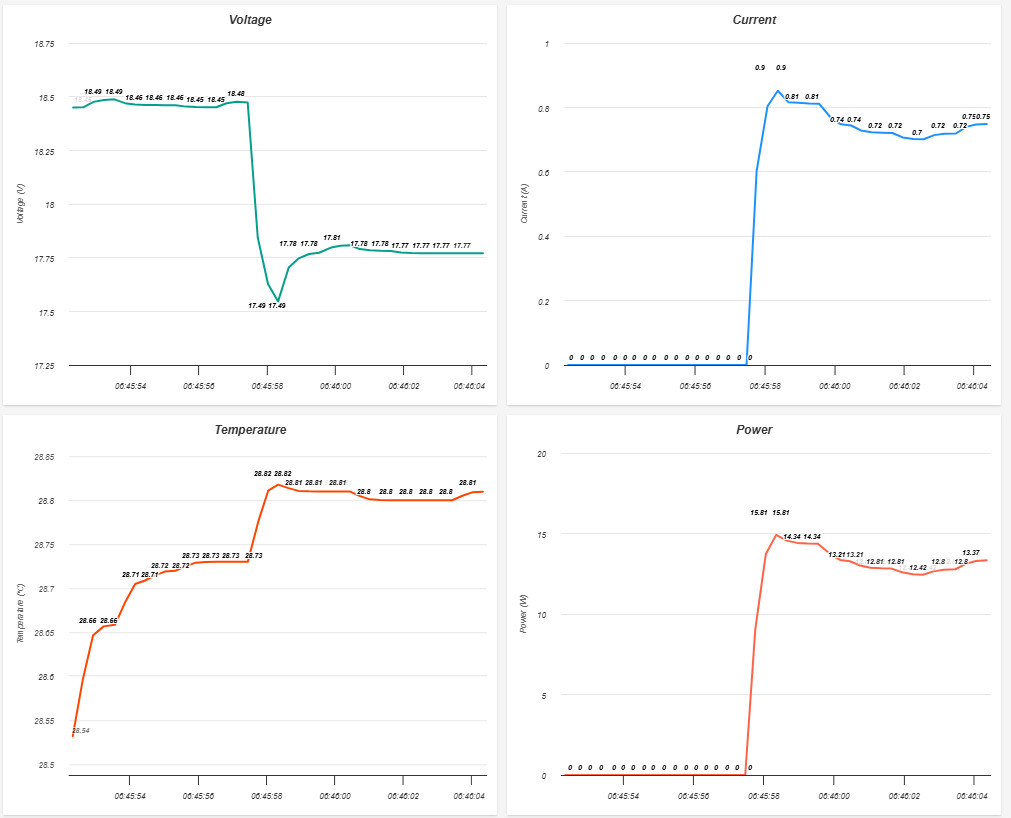 Voltage
18.75
18.5
18.25
18
17.75
17.5
17.25
Voltage (V)
18.49 18.49 18.46 18.46 18.46 18.45 18.45 18.48
17.49 17.49 17.78 17.78 17.81 17.78 17.78 17.77 17.77 17.77 17.77
06:45:54 06:45:56 06:45:58 06:46:00 06:46:02 06:46:04
Current
1
0.8
0.6
0.4
0.2
0
Current (A)
0 0 0 0 0 0 0 0 0 0 0 0 0 0 0 0 0 0
0.9 0.9 0.81 0.81 0.74 0.74 0.72 0.72 0.7 0.72 0.72 0.75 0.75
06:45:54 06:45:56 06:45:58 06:46:00 06:46:02 06:46:04
Temperature
28.85
28.8
28.75
28.7
28.65
28.6
28.55
28.5
Temperature (°C)
28.54 28.66 28.66 28.71 28.71 28.72 28.72 28.73 28.73 28.73 28.73
28.82 28.82 28.81 28.81 28.81 28.8 28.8 28.8 28.8 28.8 28.81
06:45:54 06:45:56 06:45:58 06:46:00 06:46:02 06:46:04
Power
20
15
10
5
0
Power (W)
0 0 0 0 0 0 0 0 0 0 0 0 0 0 0 0 0 0
15.81 15.81 14.34 14.34 13.21 13.21 12.81 12.81 12.42 12.8 12.8 13.37
06:45:54 06:45:56 06:45:58 06:46:00 06:46:02 06:46:04